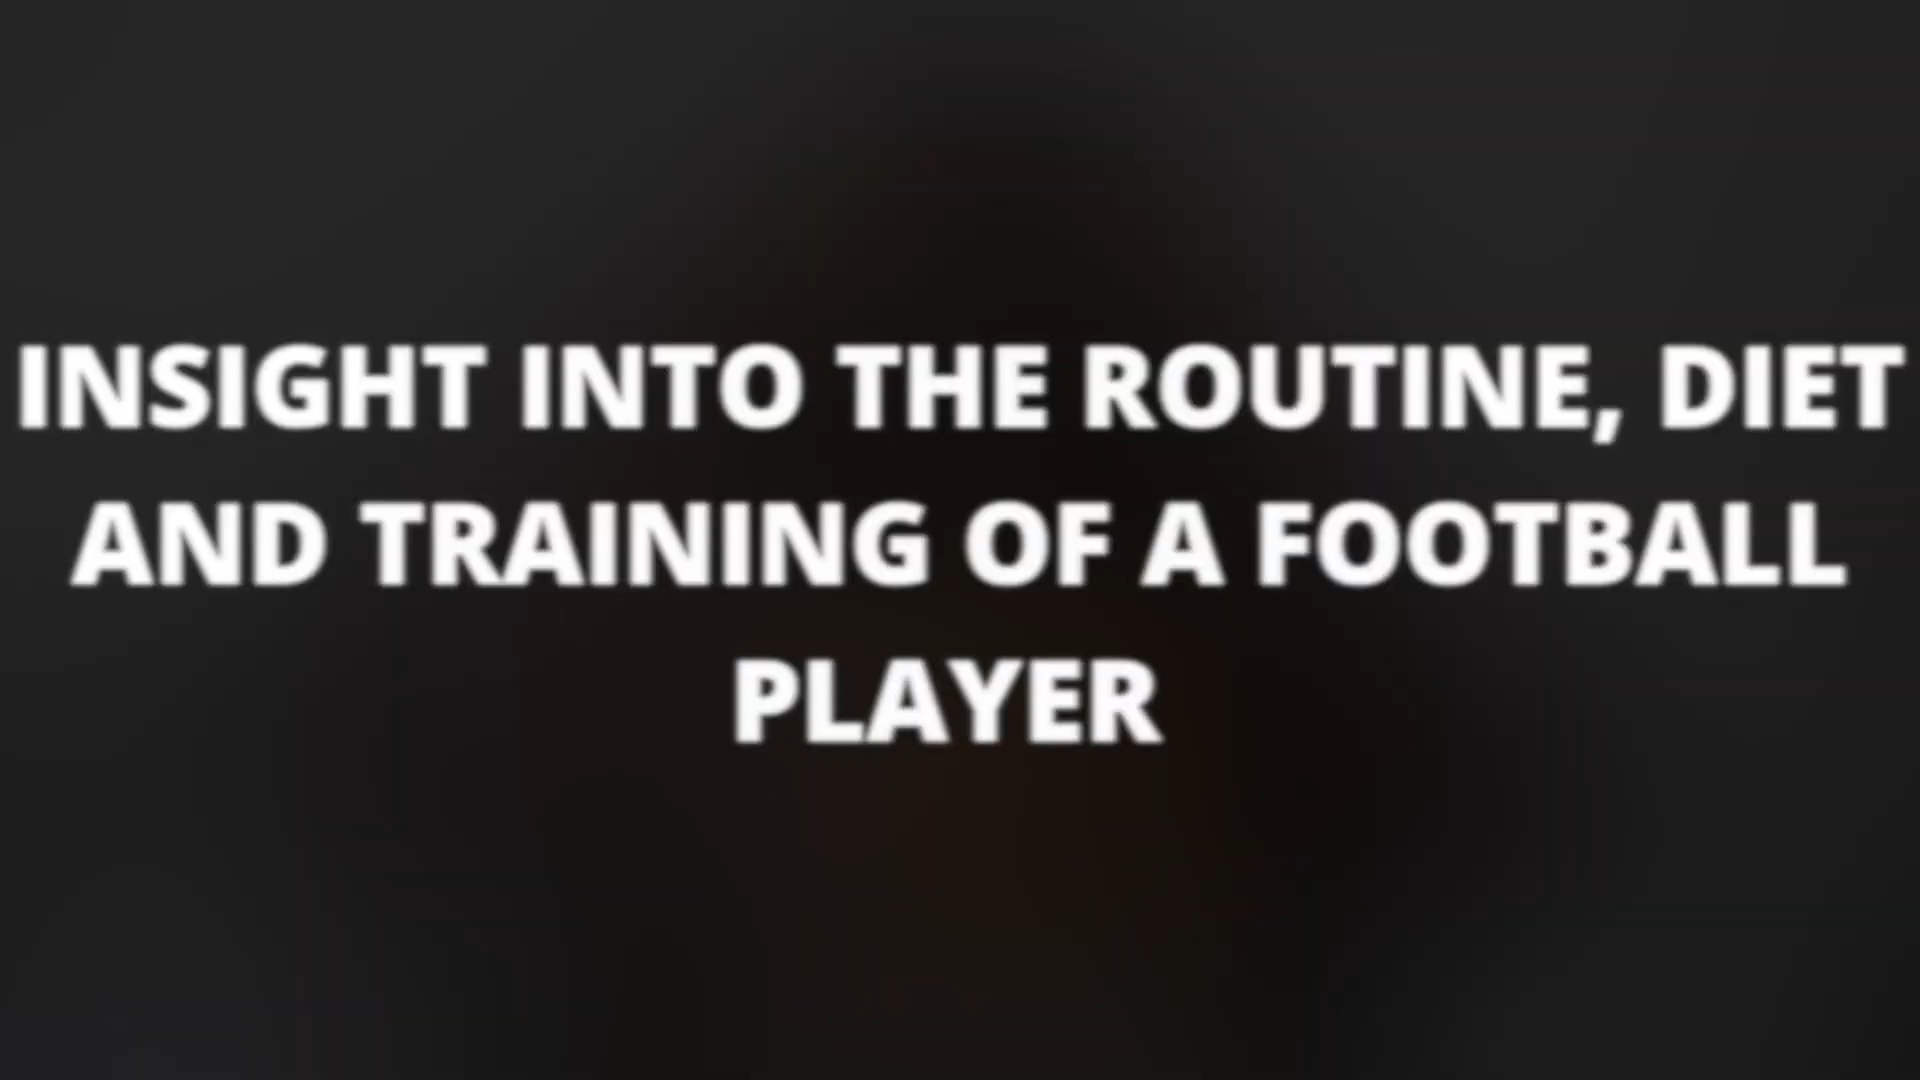 INSIGHT INTO THE ROUTINE, DIET
AND TRAINING OF A FOOTBALL
PLAYER